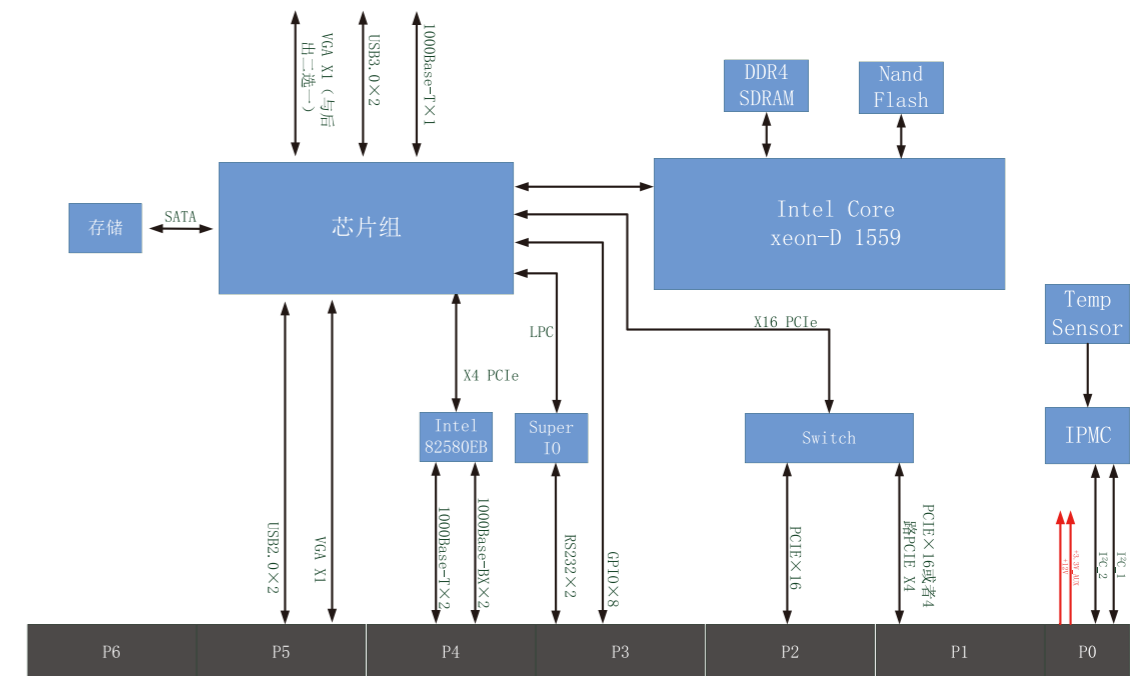 VGA X1（与后
出二选一）
USB3.0×2
1000Base-T×1
DDR4
SDRAM
Nand
Flash
存储
SATA
芯片组
Intel Core
xeon-D 1559
Temp
Sensor
X16 PCIe
LPC
X4 PCIe
Intel
82580EB
Super
IO
Switch
IPMC
USB2.0×2
VGA X1
1000Base-T×2
1000Base-BX×2
RS232×2
GPIO×8
PCIE×16
PCIE×16或者4
路PCIE X4
+12V
+3.3V_AUX
I²C_2
I²C_1
P6
P5
P4
P3
P2
P1
P0